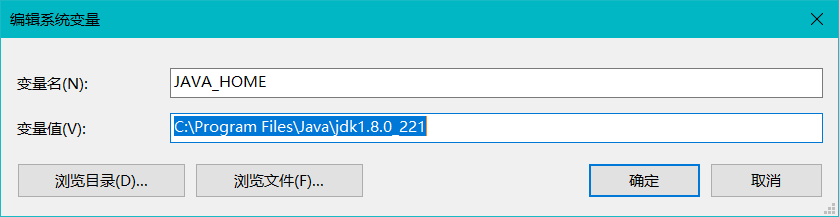 编辑系统变量
变量名(N):
JAVA_HOME
变量值(V):
C:\Program Files\Java\jdk1.8.0_221
浏览目录(D)... 浏览文件(F)... 确定 取消